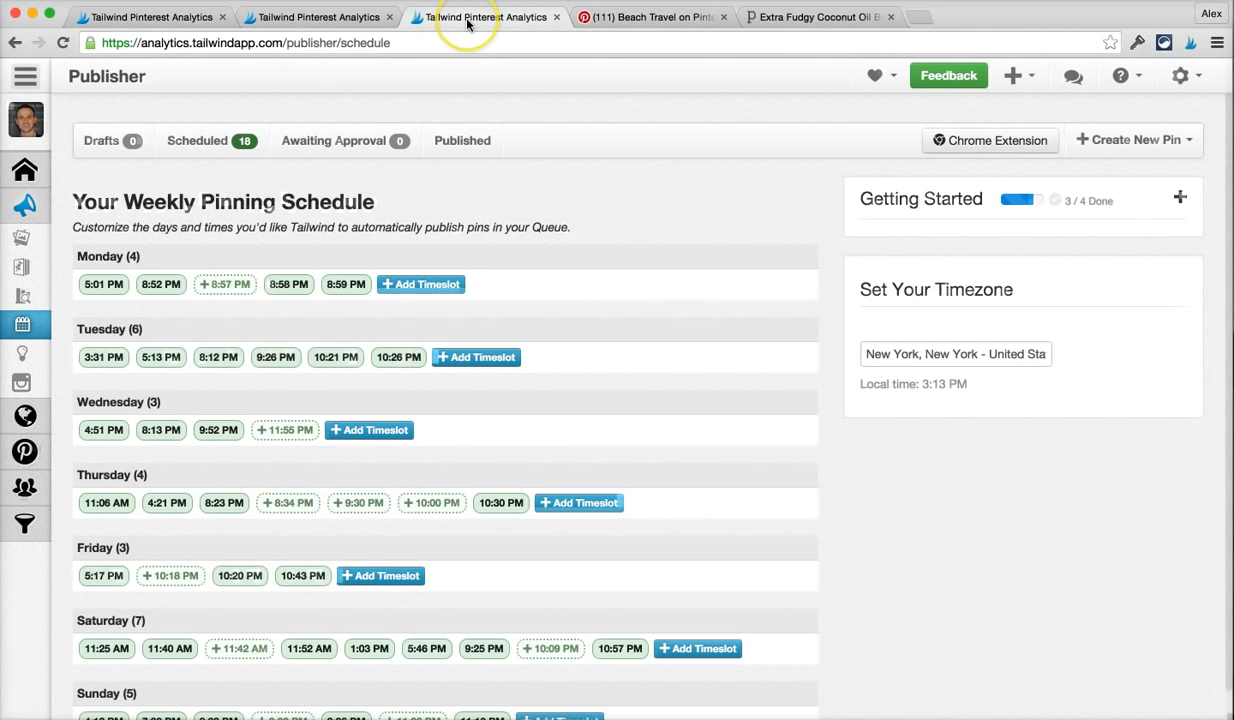 Tailwind Pinterest Analytics
Tailwind Pinterest Analytics
Tailwind Pinterest Analytics
(111) Beach Travel on Pint
Extra Fudgy Coconut Oil B
Alex
https://analytics.tailwindapp.com/publisher/schedule
Publisher
Feedback
Drafts 0
Scheduled 18
Awaiting Approval 0
Published
Chrome Extension
+ Create New Pin
Your Weekly Pinning Schedule
Customize the days and times you'd like Tailwind to automatically publish pins in your Queue.
Monday (4)
5:01 PM 8:52 PM + 8:57 PM 8:58 PM 8:59 PM + Add Timeslot
Tuesday (6)
3:31 PM 5:13 PM 8:12 PM 9:26 PM 10:21 PM 10:26 PM + Add Timeslot
Wednesday (3)
4:51 PM 8:13 PM 9:52 PM + 11:55 PM + Add Timeslot
Thursday (4)
11:06 AM 4:21 PM 8:23 PM + 8:34 PM + 9:30 PM + 10:00 PM 10:30 PM + Add Timeslot
Friday (3)
5:17 PM + 10:18 PM 10:20 PM 10:43 PM + Add Timeslot
Saturday (7)
11:25 AM 11:40 AM + 11:42 AM 11:52 AM 1:03 PM 5:46 PM 9:25 PM + 10:09 PM 10:57 PM + Add Timeslot
Sunday (5)
Getting Started
3 / 4 Done
Set Your Timezone
New York, New York - United Sta
Local time: 3:13 PM